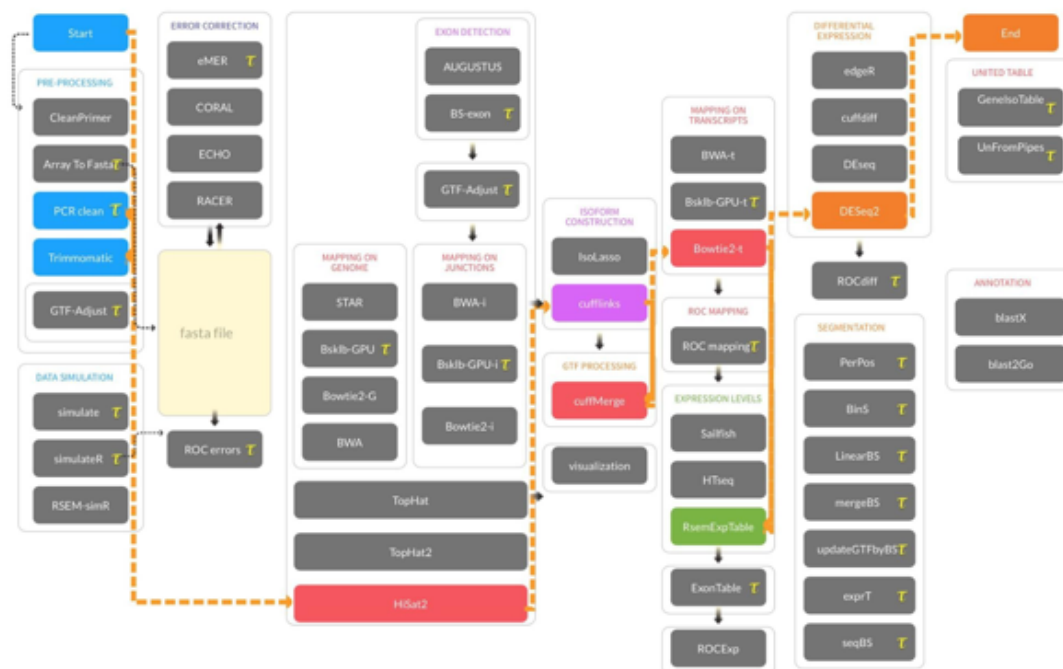 Start
PRE-PROCESSING
CleanPrimer
Array To Fasta τ
PCR clean τ
Trimmomatic
GTF-Adjust τ
DATA SIMULATION
simulate τ
simulateR τ
RSEM-simR
ERROR CORRECTION
eMER τ
CORAL
ECHO
RACER
fasta file
ROC errors τ
EXON DETECTION
AUGUSTUS
BS-exon τ
GTF-Adjust τ
MAPPING ON
GENOME
STAR
Bsklb-GPU τ
Bowtie2-G
BWA
MAPPING ON
JUNCTIONS
BWA-i
Bsklb-GPU-i τ
Bowtie2-i
TopHat
TopHat2
HiSat2
ISOFORM
CONSTRUCTION
IsoLasso
cufflinks
GTF PROCESSING
cuffMerge
visualization
MAPPING ON
TRANSCRIPTS
BWA-t
Bsklb-GPU-t τ
Bowtie2-t
ROC MAPPING
ROC mapping τ
EXPRESSION LEVELS
Sailfish
HTseq
RsemExpTable
ExonTable τ
ROCExp
DIFFERENTIAL
EXPRESSION
edgeR
cuffdiff
DEseq
DESeq2
ROCdiff τ
SEGMENTATION
PerPos τ
BinS τ
LinearBS τ
mergeBS τ
updateGTFbyBS τ
exprT τ
seqBS τ
End
UNITED TABLE
GeneIsoTable τ
UnFromPipes τ
ANNOTATION
blastX
blast2Go